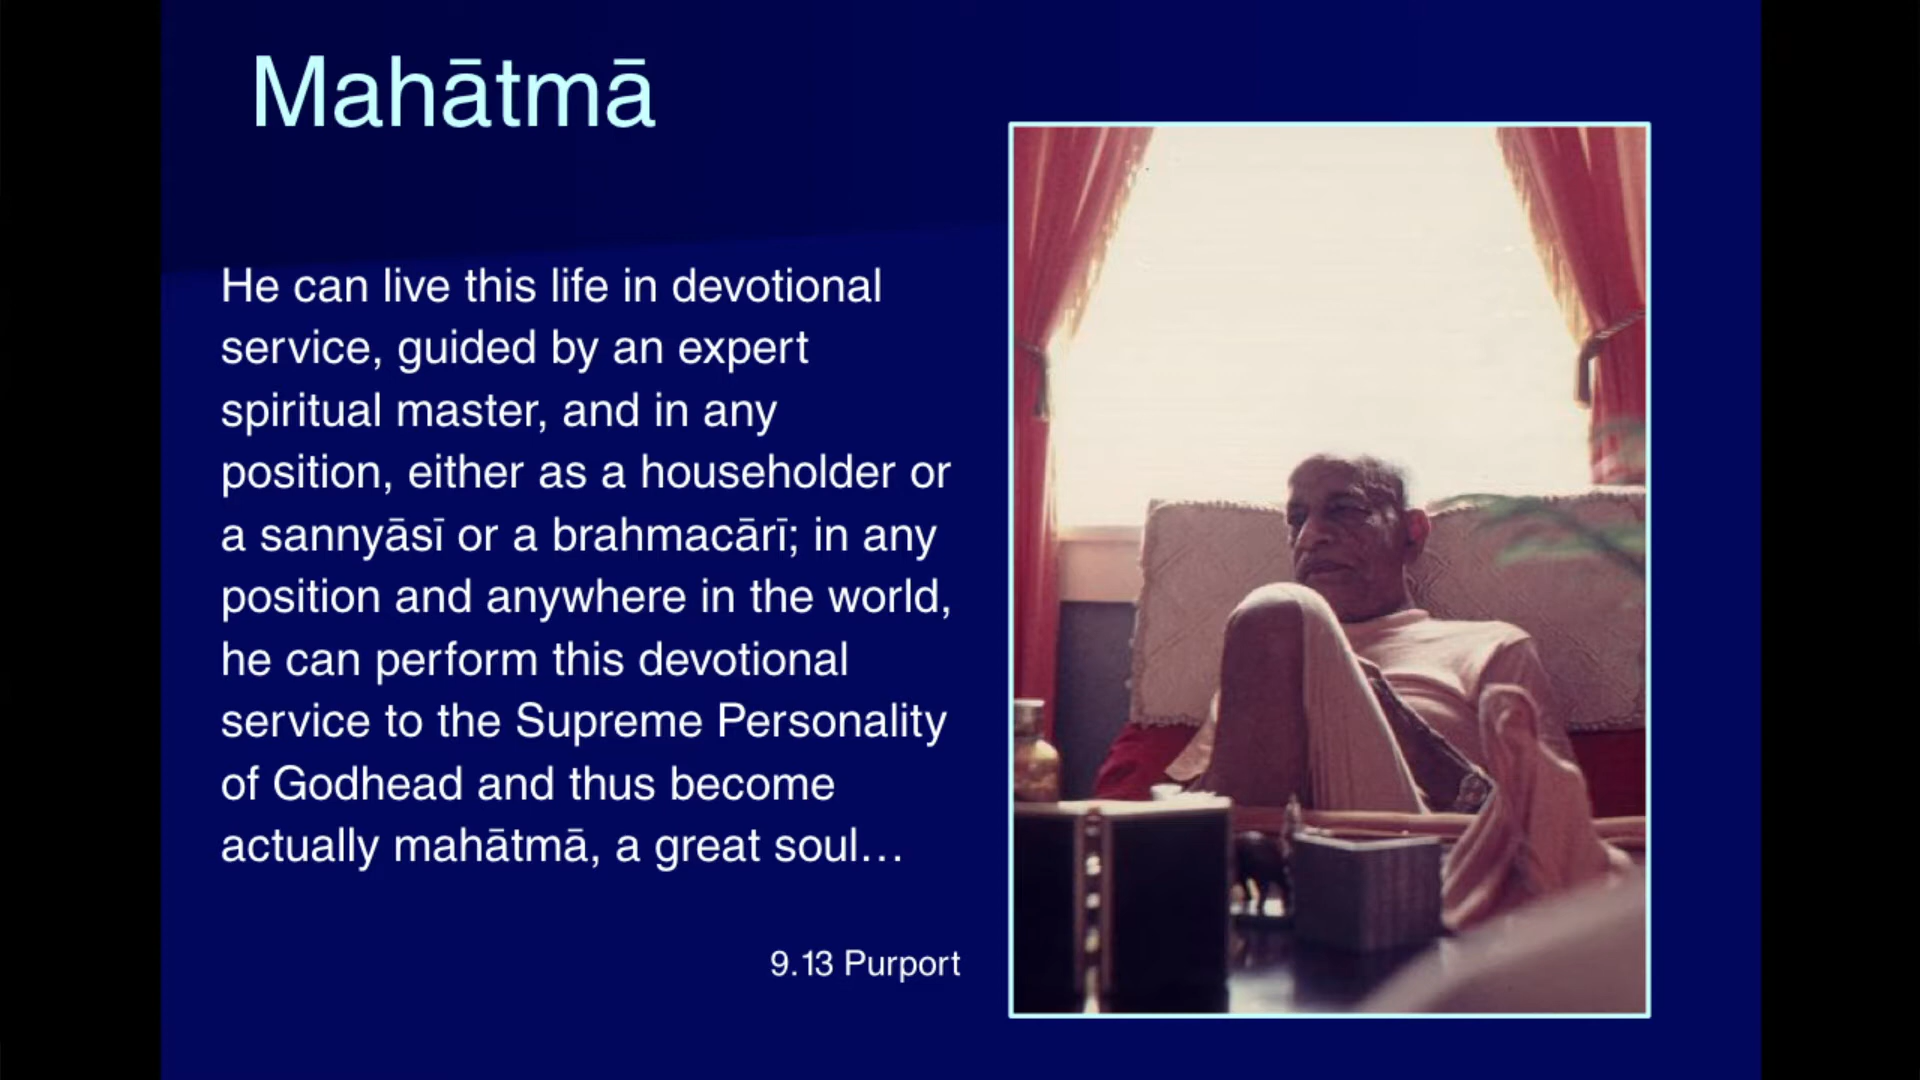 Mahātmā
He can live this life in devotional
service, guided by an expert
spiritual master, and in any
position, either as a householder or
a sannyāsī or a brahmacārī; in any
position and anywhere in the world,
he can perform this devotional
service to the Supreme Personality
of Godhead and thus become
actually mahātmā, a great soul…
9.13 Purport